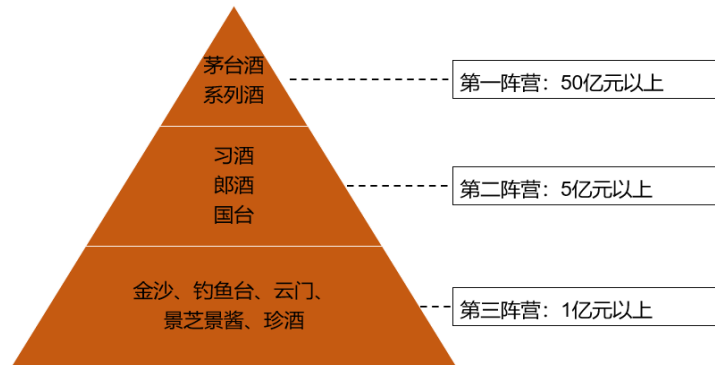 茅台酒
系列酒
第一阵营：50亿元以上
习酒
郎酒
国台
第二阵营：5亿元以上
金沙、钓鱼台、云门、
景芝景酱、珍酒
第三阵营：1亿元以上